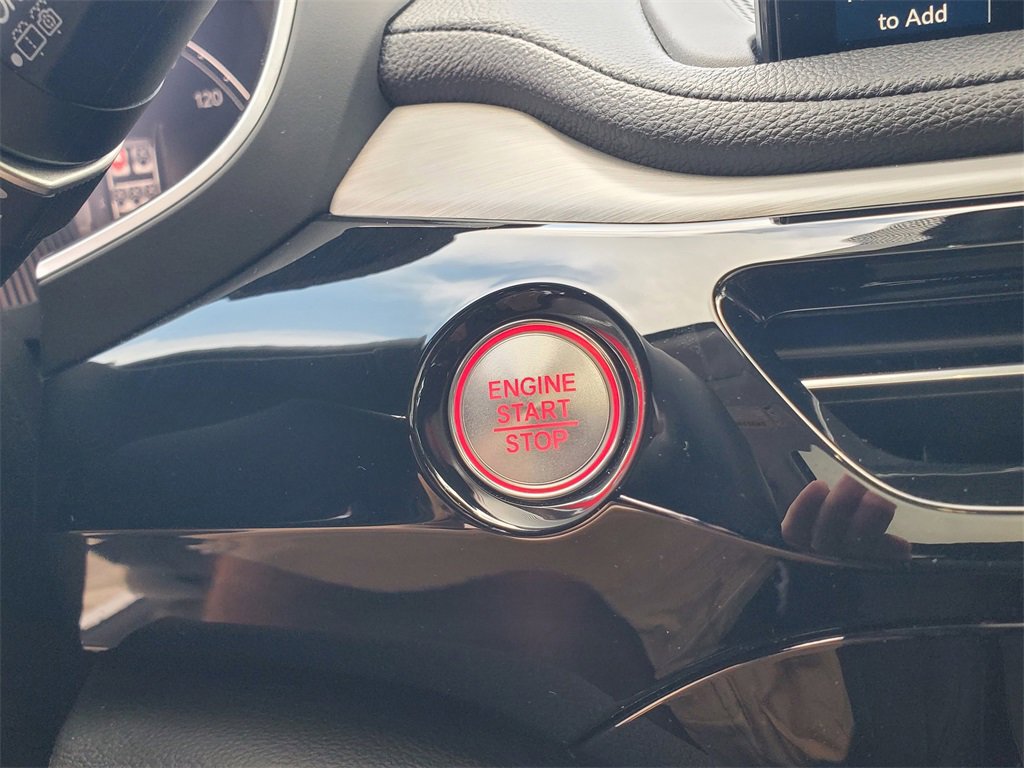 to Add
120
ENGINE
START
STOP